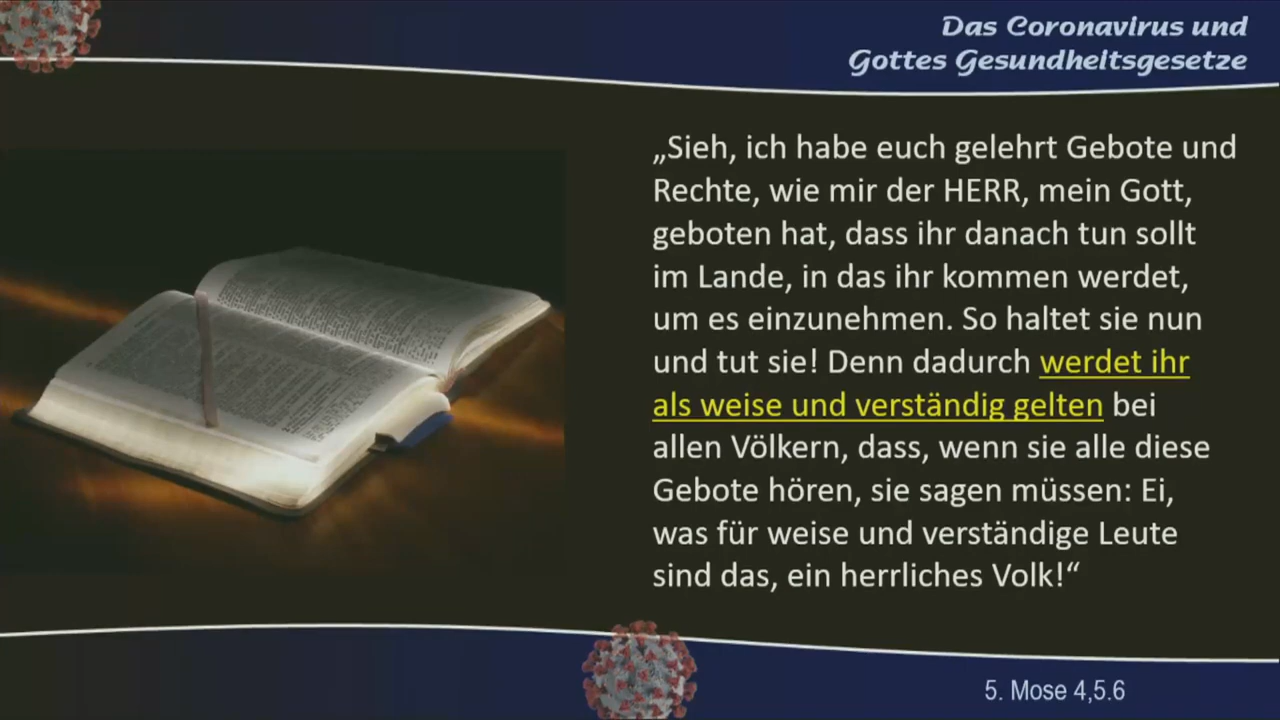 Das Coronavirus und
Gottes Gesundheitsgesetze
„Sieh, ich habe euch gelehrt Gebote und
Rechte, wie mir der HERR, mein Gott,
geboten hat, dass ihr danach tun sollt
im Lande, in das ihr kommen werdet,
um es einzunehmen. So haltet sie nun
und tut sie! Denn dadurch werdet ihr
als weise und verständig gelten bei
allen Völkern, dass, wenn sie alle diese
Gebote hören, sie sagen müssen: Ei,
was für weise und verständige Leute
sind das, ein herrliches Volk!“
5. Mose 4,5.6